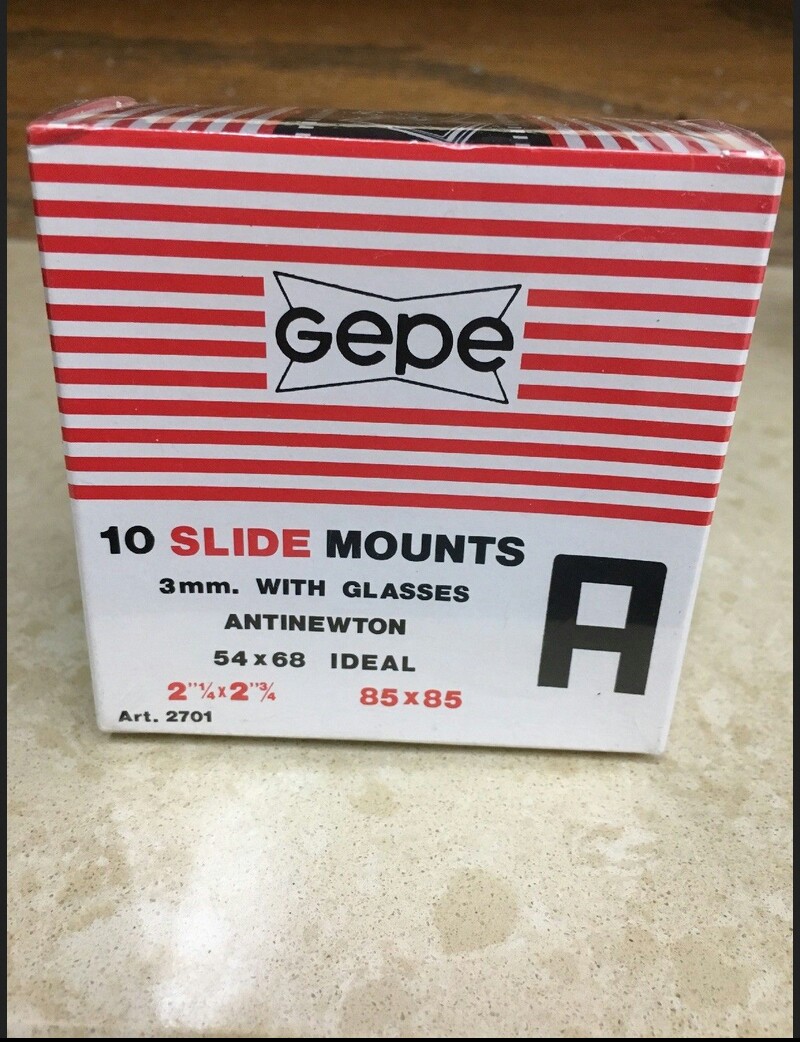 Gepe
10 SLIDE MOUNTS
3mm. WITH GLASSES
ANTINEWTON
54x68 IDEAL
2"¼x2"¾ 85x85
Art. 2701
A